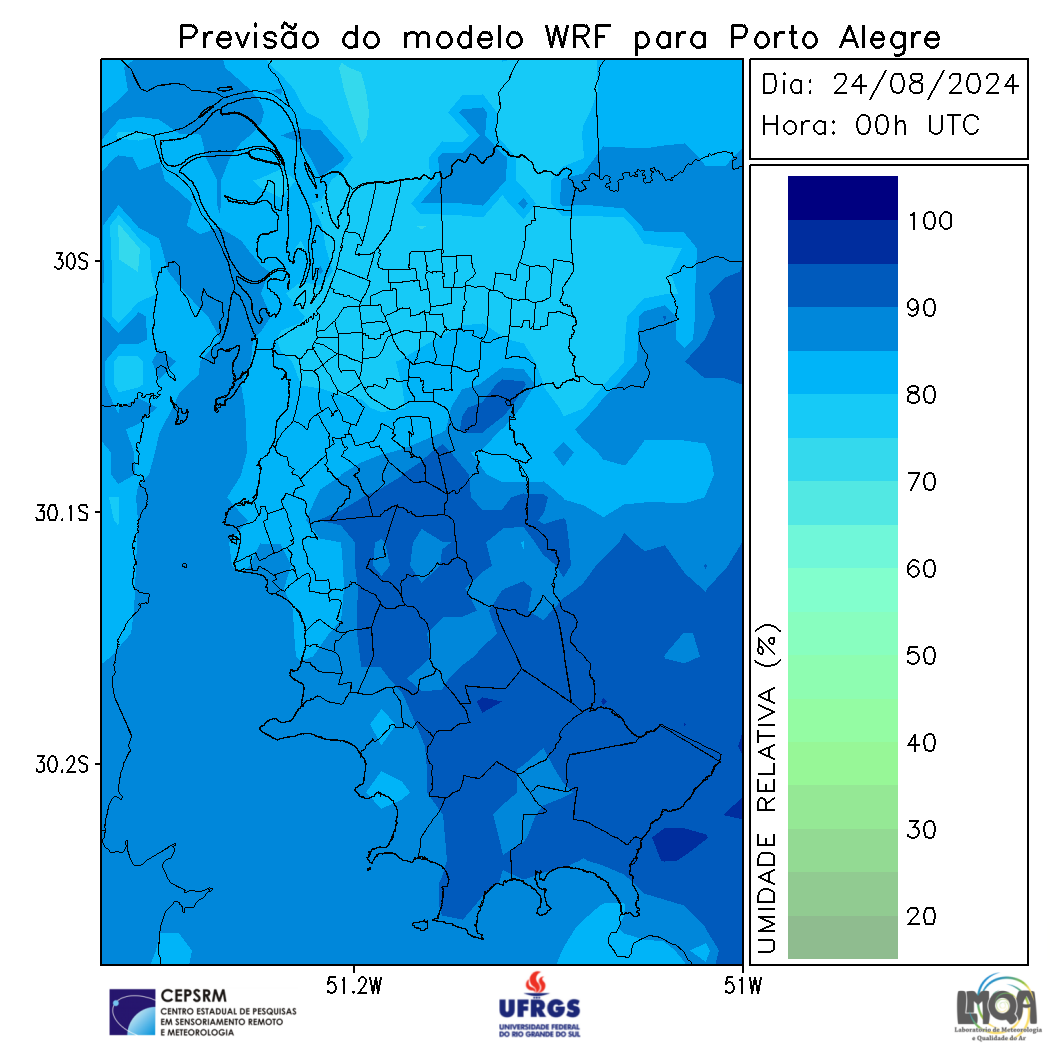 Previsão do modelo WRF para Porto Alegre
Dia: 24/08/2024
Hora: 00h UTC
100
90
80
70
60
50
40
30
20
UMIDADE RELATIVA (%)
30S
30.1S
30.2S
51.2W
51W
CEPSRM
CENTRO ESTADUAL DE PESQUISAS
EM SENSORIAMENTO REMOTO
E METEOROLOGIA
UFRGS
UNIVERSIDADE FEDERAL
DO RIO GRANDE DO SUL
LMQA
Laboratório de Meteorologia
e Qualidade do Ar